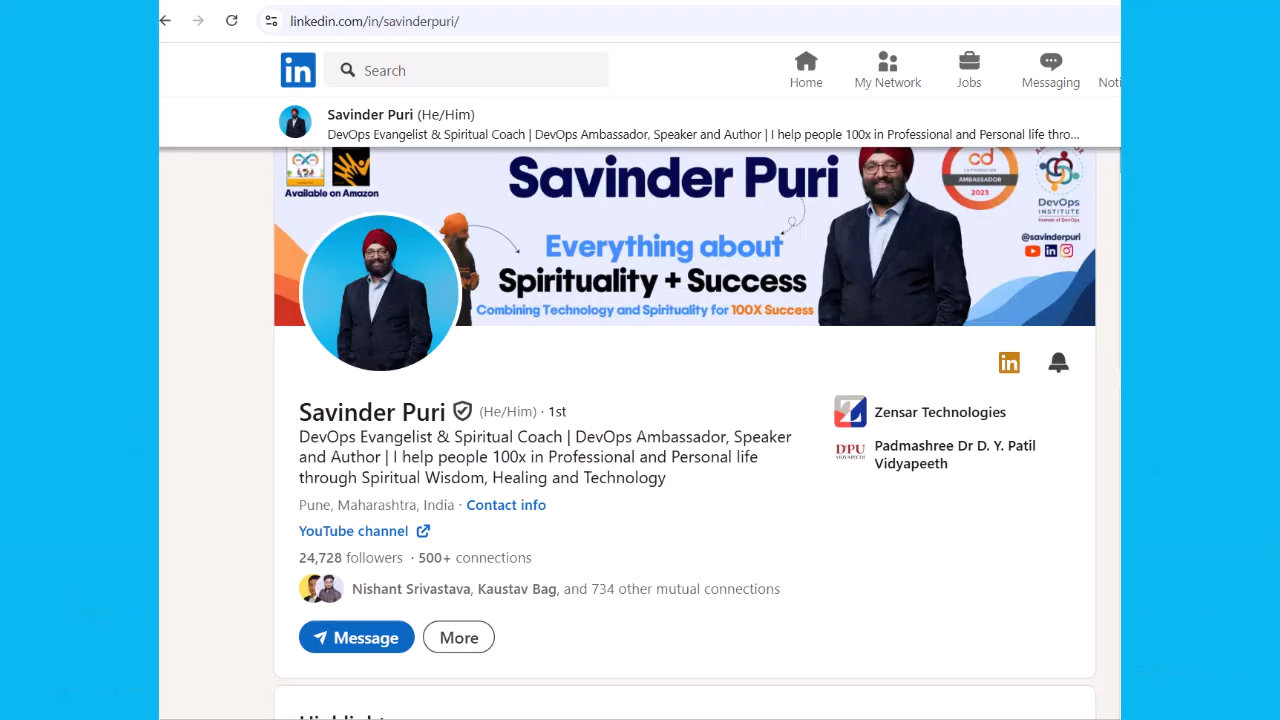 linkedin.com/in/savinderpuri/
in
Search
Home
My Network
Jobs
Messaging
Noti
Savinder Puri (He/Him)
DevOps Evangelist & Spiritual Coach | DevOps Ambassador, Speaker and Author | I help people 100x in Professional and Personal life thro...
Available on Amazon
Savinder Puri
Everything about
Spirituality + Success
Combining Technology and Spirituality for 100X Success
cd
AMBASSADOR
2023
DevOps
INSTITUTE
@savinderpuri
in
in
Savinder Puri (He/Him) · 1st
DevOps Evangelist & Spiritual Coach | DevOps Ambassador, Speaker
and Author | I help people 100x in Professional and Personal life
through Spiritual Wisdom, Healing and Technology
Pune, Maharashtra, India · Contact info
YouTube channel
24,728 followers · 500+ connections
Nishant Srivastava, Kaustav Bag, and 734 other mutual connections
Message
More
Zensar Technologies
DPU
VIDYAPEETH
Padmashree Dr D. Y. Patil
Vidyapeeth